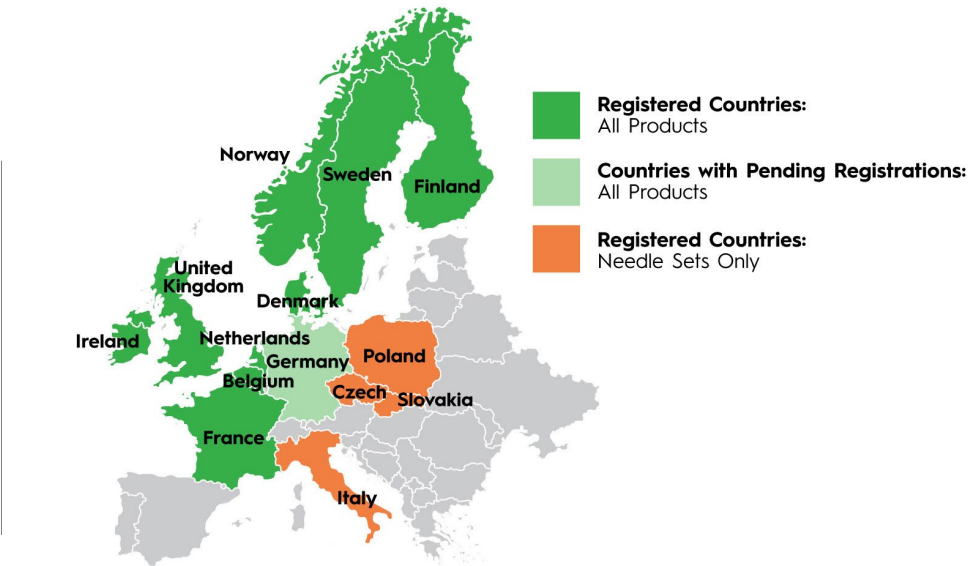 Registered Countries:
All Products
Countries with Pending Registrations:
All Products
Registered Countries:
Needle Sets Only
Norway
Sweden
Finland
United
Kingdom
Denmark
Ireland
Netherlands
Germany
Poland
Belgium
Czech
Slovakia
France
Italy